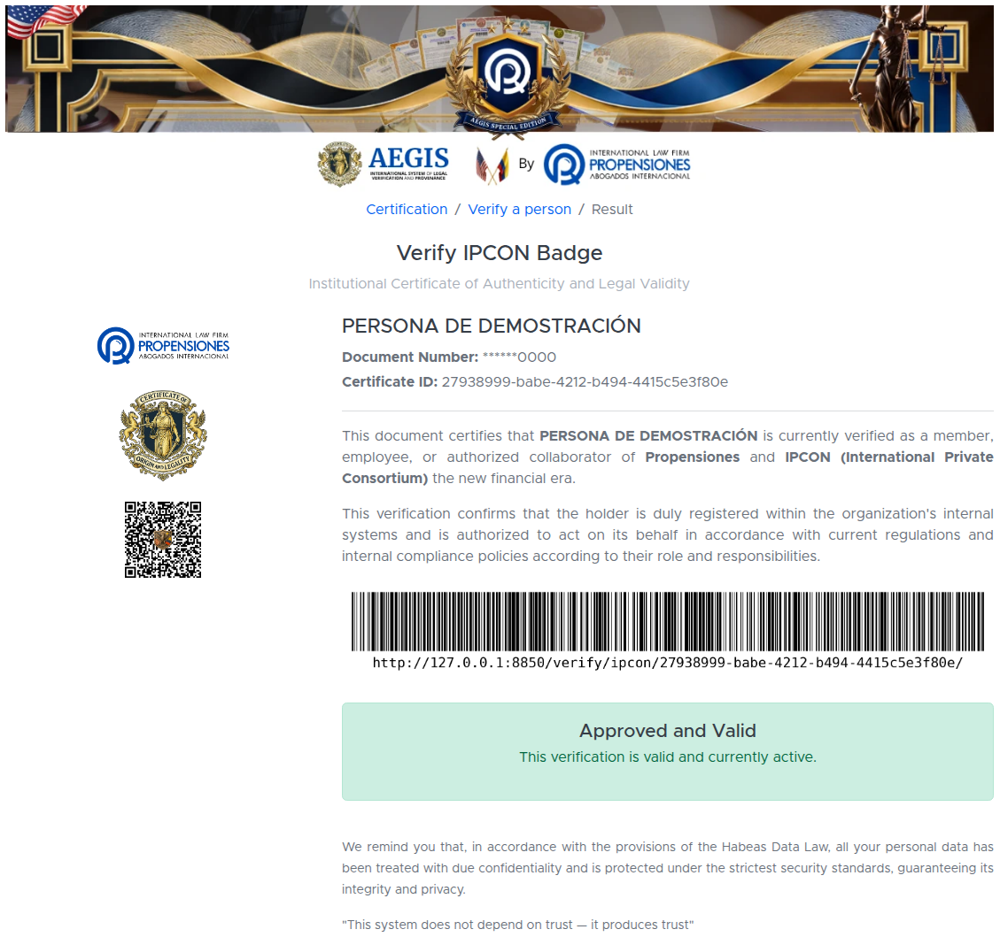 AEGIS SPECIAL EDITION
AEGIS
INTERNATIONAL SYSTEM OF LEGAL
VERIFICATION AND PROVENANCE
By
INTERNATIONAL LAW FIRM
PROPENSIONES
ABOGADOS INTERNACIONAL
Certification / Verify a person / Result
Verify IPCON Badge
Institutional Certificate of Authenticity and Legal Validity
INTERNATIONAL LAW FIRM
PROPENSIONES
ABOGADOS INTERNACIONAL
CERTIFICATE OF
ORIGIN AND LEGALITY
PERSONA DE DEMOSTRACIÓN
Document Number: ******0000
Certificate ID: 27938999-babe-4212-b494-4415c5e3f80e
This document certifies that PERSONA DE DEMOSTRACIÓN is currently verified as a member,
employee, or authorized collaborator of Propensiones and IPCON (International Private
Consortium) the new financial era.
This verification confirms that the holder is duly registered within the organization's internal
systems and is authorized to act on its behalf in accordance with current regulations and
internal compliance policies according to their role and responsibilities.
http://127.0.0.1:8850/verify/ipcon/27938999-babe-4212-b494-4415c5e3f80e/
Approved and Valid
This verification is valid and currently active.
We remind you that, in accordance with the provisions of the Habeas Data Law, all your personal data has
been treated with due confidentiality and is protected under the strictest security standards, guaranteeing its
integrity and privacy.
"This system does not depend on trust — it produces trust"